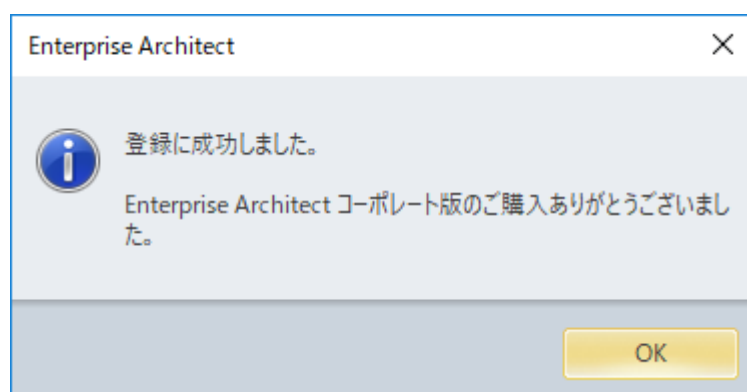 Enterprise Architect
登録に成功しました。
Enterprise Architect コーポレート版のご購入ありがとうございまし
た。
OK